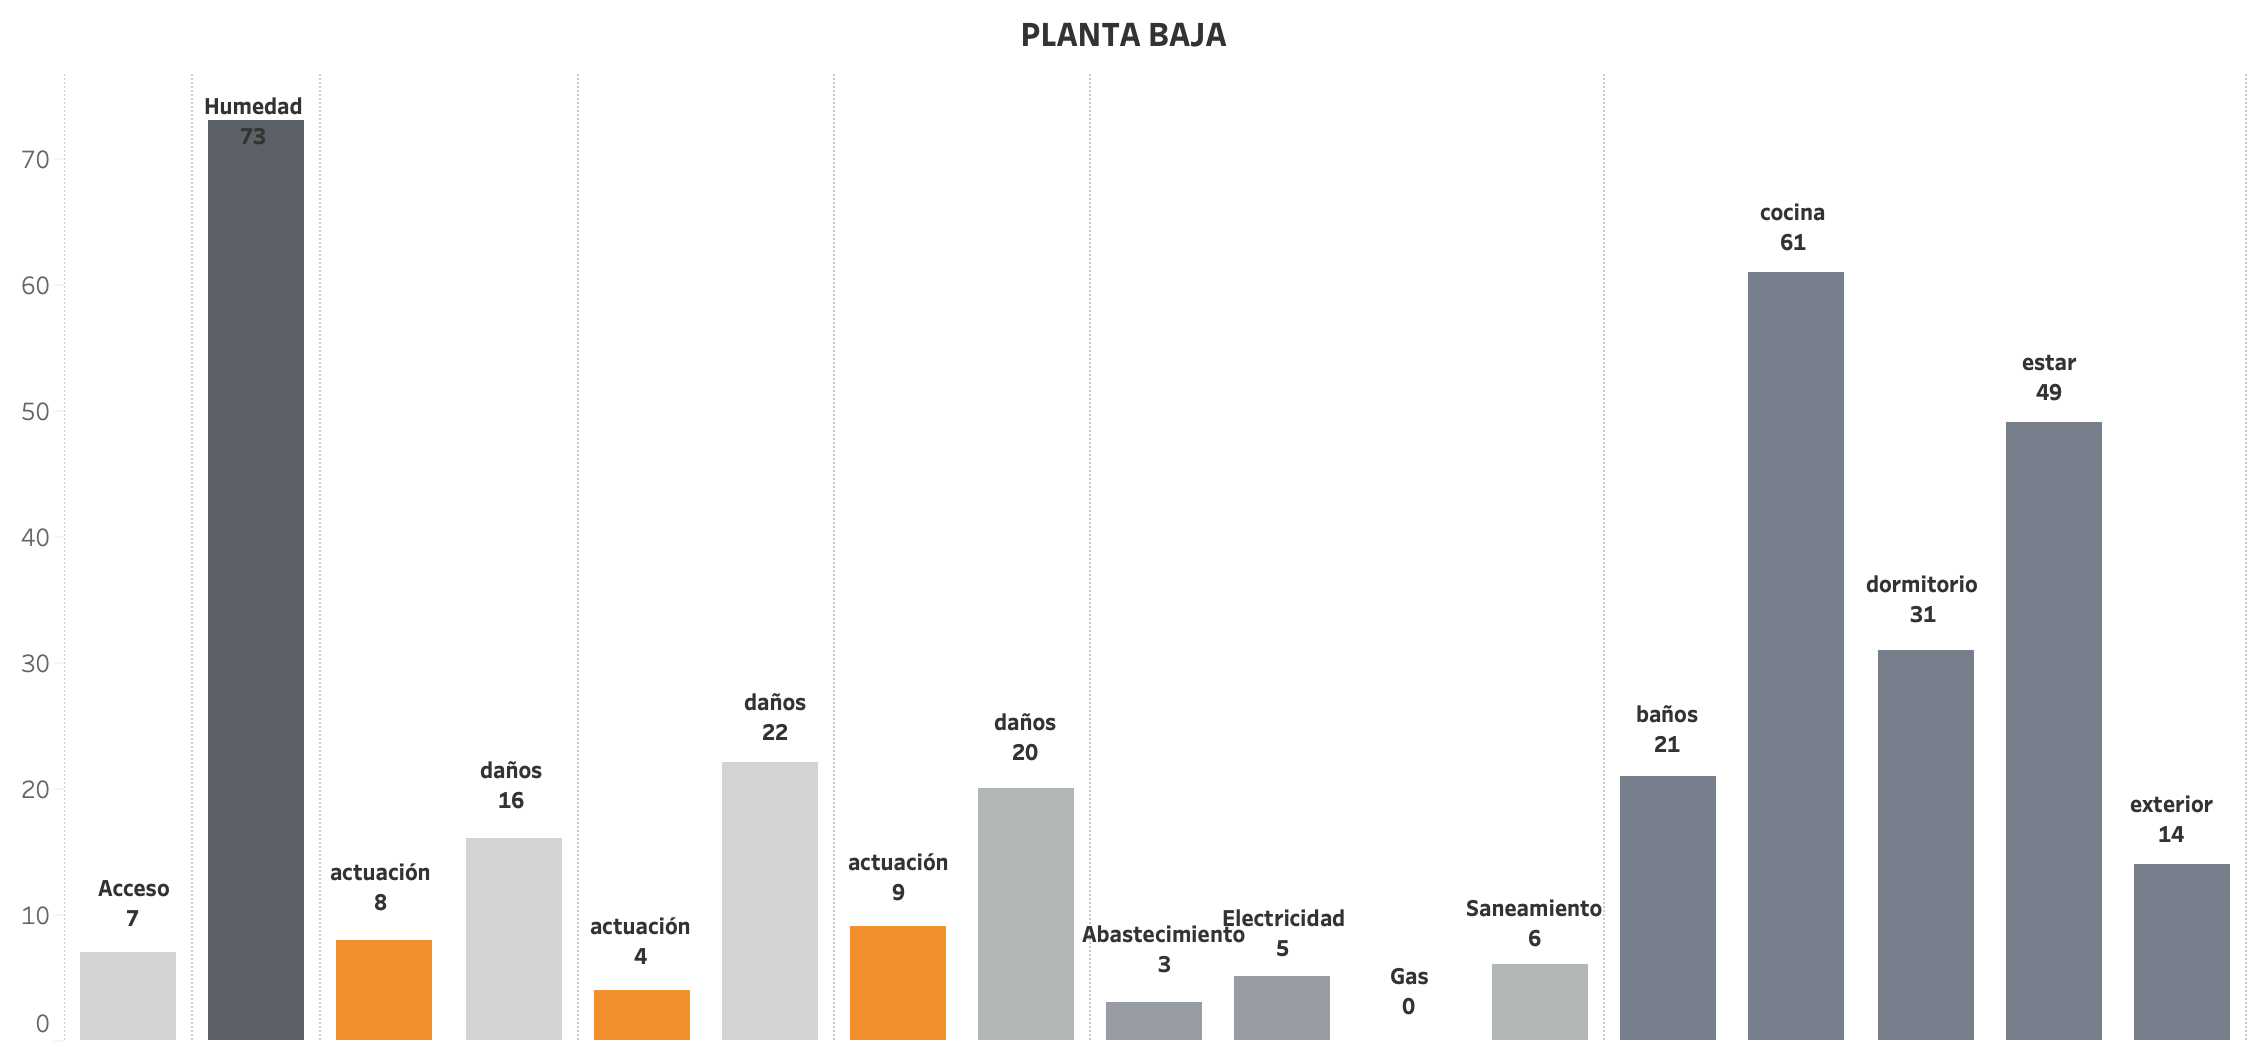 PLANTA BAJA
70
60
50
40
30
20
10
0
Acceso
7
Humedad
73
actuación
8
daños
16
actuación
4
daños
22
actuación
9
daños
20
Abastecimiento
3
Electricidad
5
Gas
0
Saneamiento
6
baños
21
cocina
61
dormitorio
31
estar
49
exterior
14